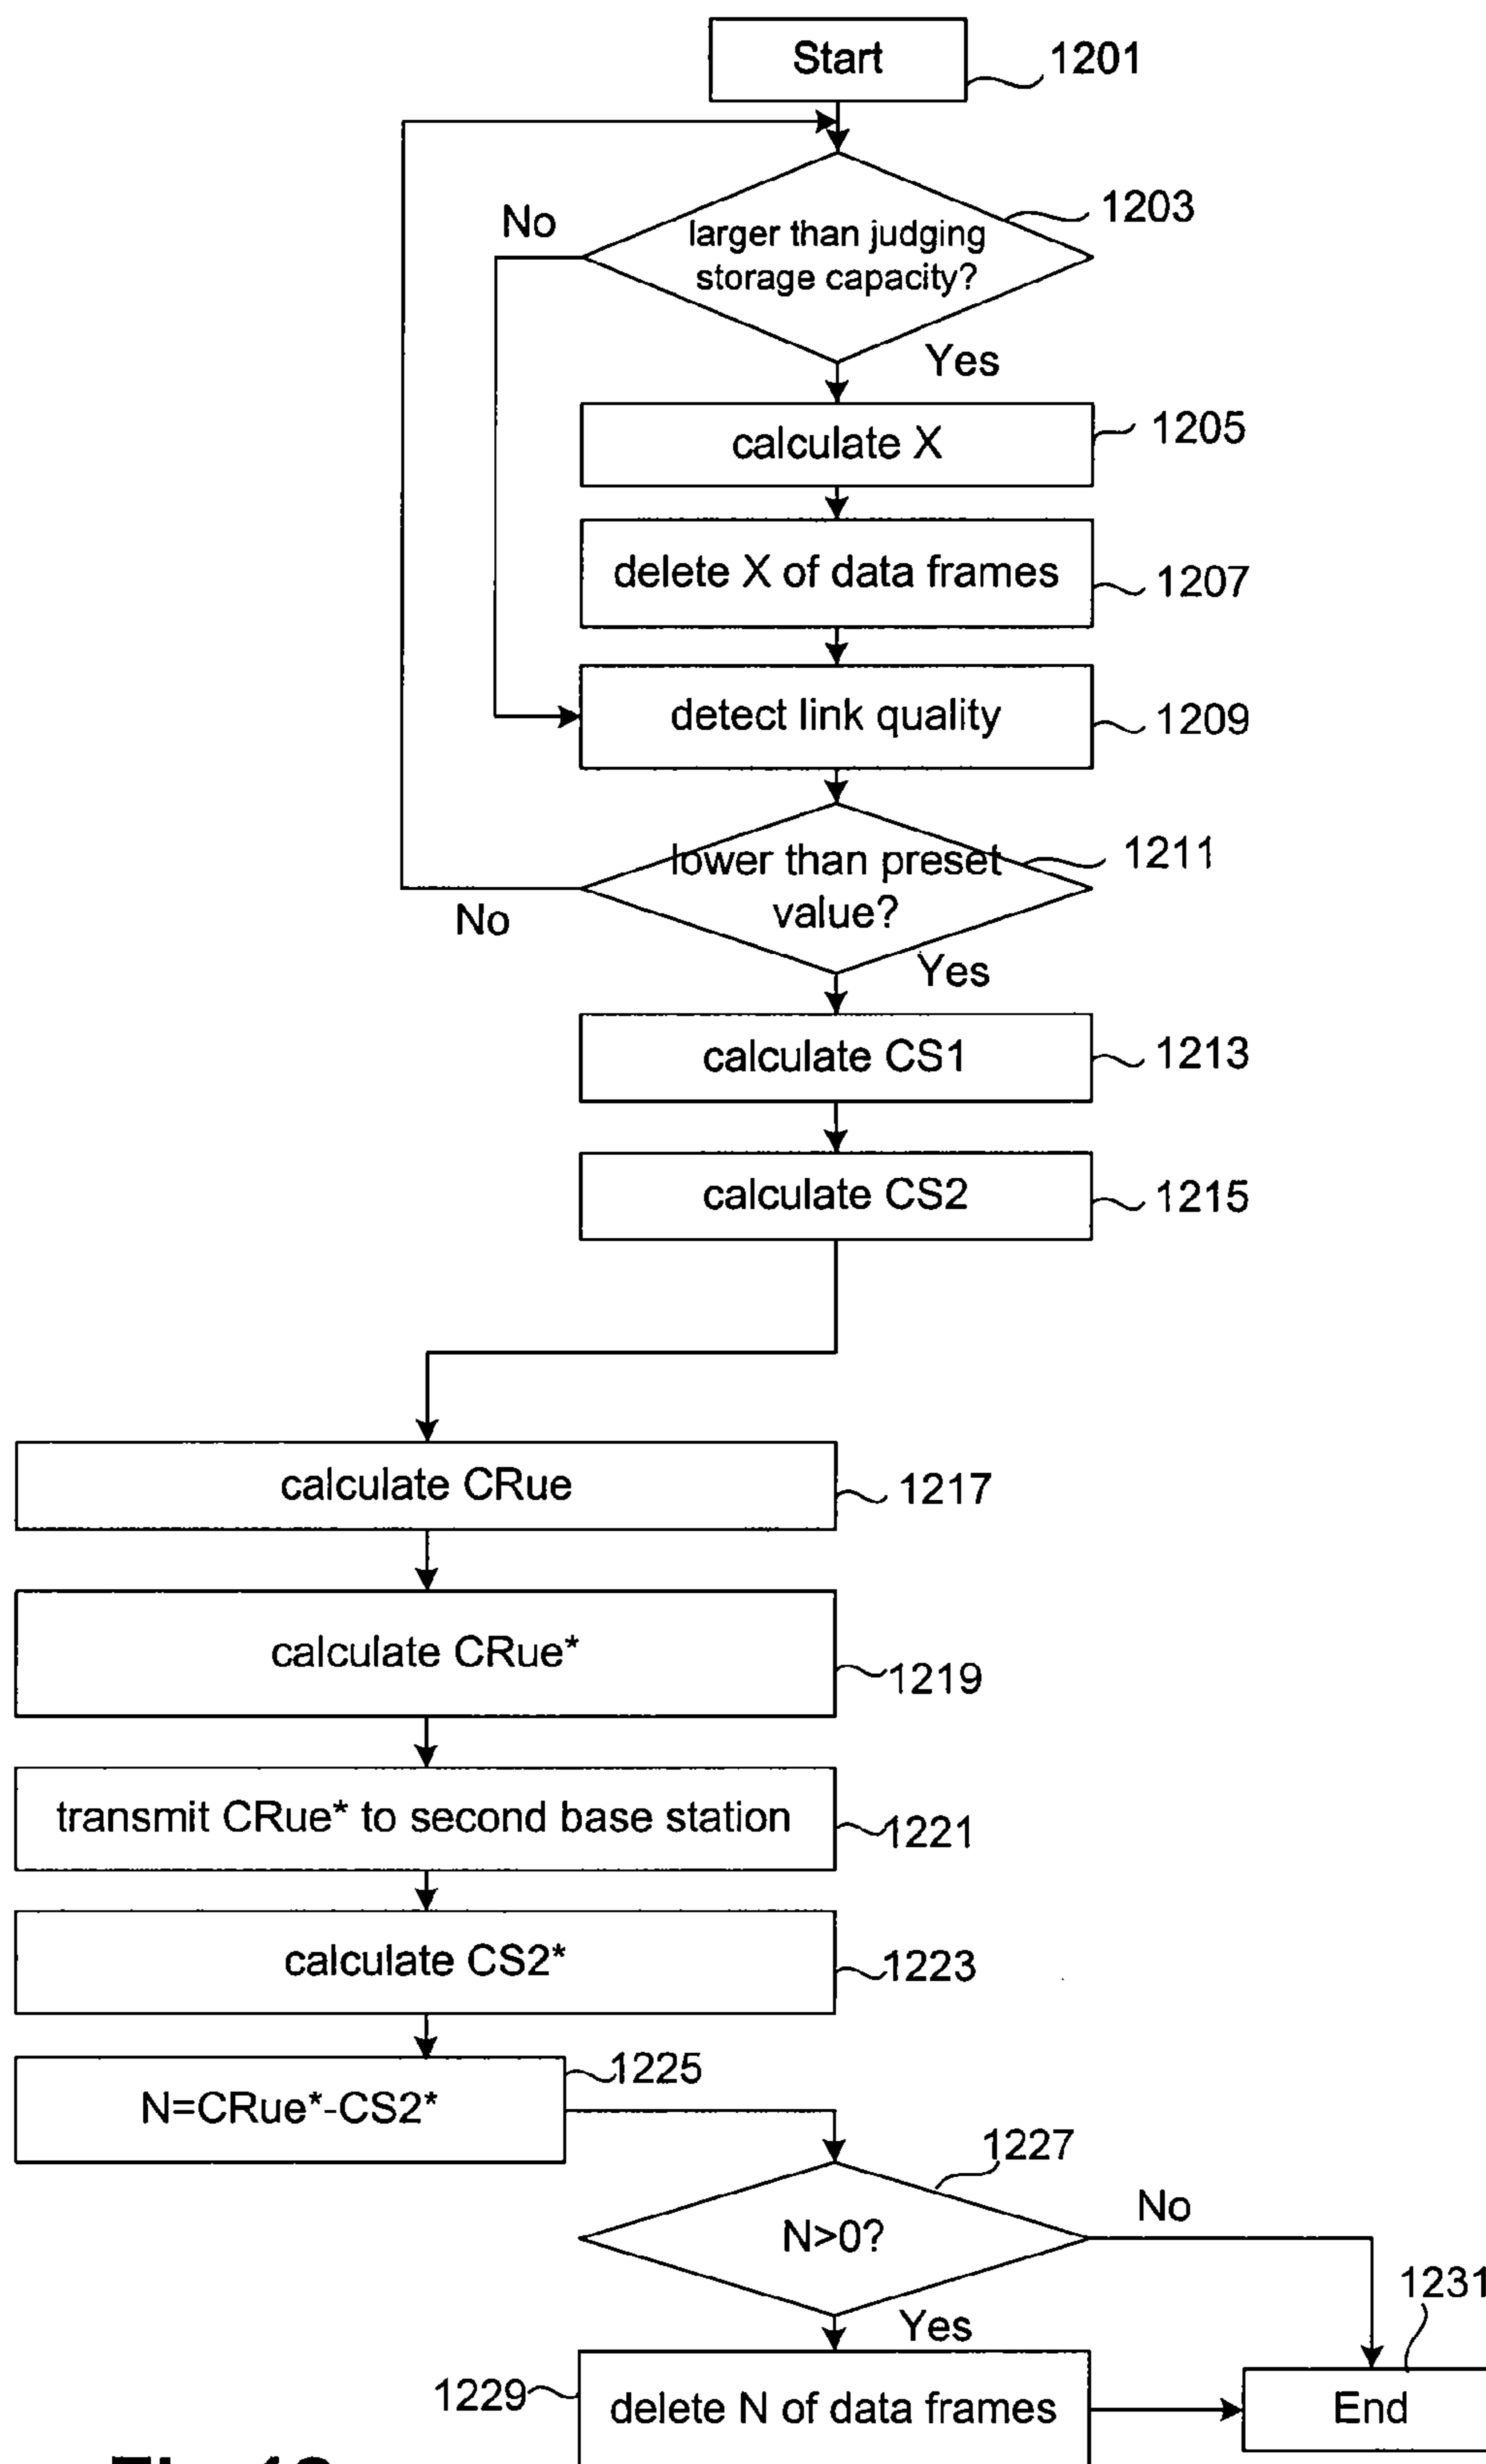 Start
1201
1203
No
larger than judging
storage capacity?
Yes
calculate X
1205
delete X of data frames
1207
detect link quality
1209
lower than preset
value?
1211
No
Yes
calculate CS1
1213
calculate CS2
1215
calculate CRue
1217
calculate CRue*
1219
transmit CRue* to second base station
1221
calculate CS2*
1223
1225
N=CRue*-CS2*
1227
N>0?
No
1231
Yes
1229
delete N of data frames
End